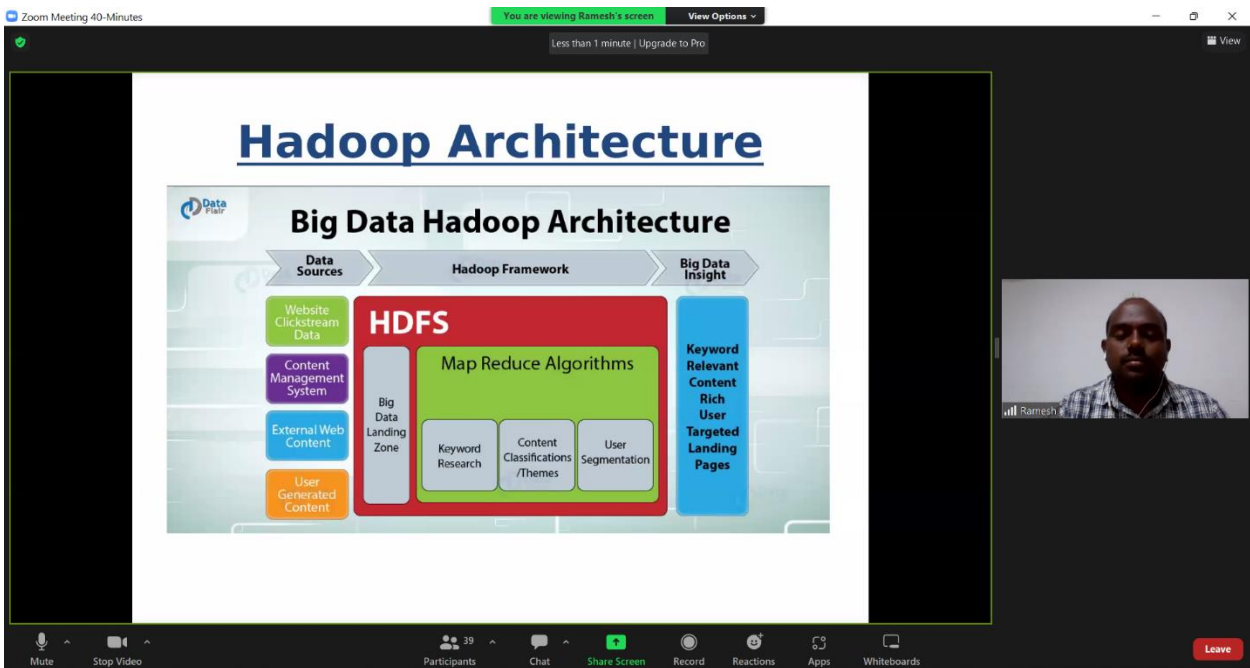 Zoom Meeting 40-Minutes
You are viewing Ramesh's screen
View Options
Less than 1 minute | Upgrade to Pro
View
Hadoop Architecture
Data
Flair
Big Data Hadoop Architecture
Data
Sources
Hadoop Framework
Big Data
Insight
Website
Clickstream
Data
Content
Management
System
External Web
Content
User
Generated
Content
HDFS
Big
Data
Landing
Zone
Map Reduce Algorithms
Keyword
Research
Content
Classifications
/Themes
User
Segmentation
Keyword
Relevant
Content
Rich
User
Targeted
Landing
Pages
Ramesh
Mute
Stop Video
39
Participants
Chat
Share Screen
Record
Reactions
Apps
Whiteboards
Leave